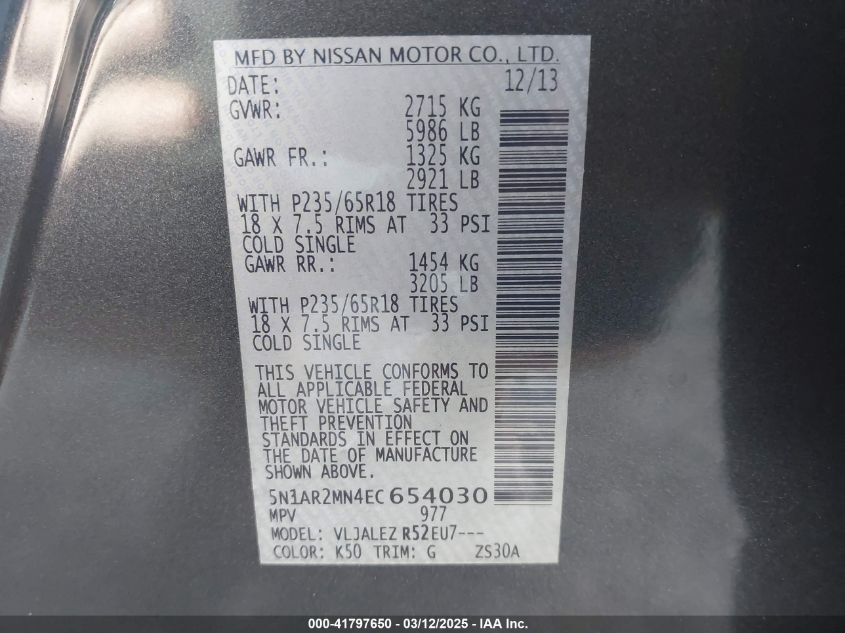 MFD BY NISSAN MOTOR CO., LTD.
DATE: 12/13
GVWR: 2715 KG
5986 LB
GAWR FR.: 1325 KG
2921 LB
WITH P235/65R18 TIRES
18 X 7.5 RIMS AT 33 PSI
COLD SINGLE
GAWR RR.: 1454 KG
3205 LB
WITH P235/65R18 TIRES
18 X 7.5 RIMS AT 33 PSI
COLD SINGLE
THIS VEHICLE CONFORMS TO
ALL APPLICABLE FEDERAL
MOTOR VEHICLE SAFETY AND
THEFT PREVENTION
STANDARDS IN EFFECT ON
THE DATE OF MANUFACTURE
SHOWN ABOVE.
5N1AR2MN4EC654030
MPV 977
MODEL: VLJALEZ R52EU7---
COLOR: K50 TRIM: G ZS30A
000-41797650 - 03/12/2025 - IAA Inc.